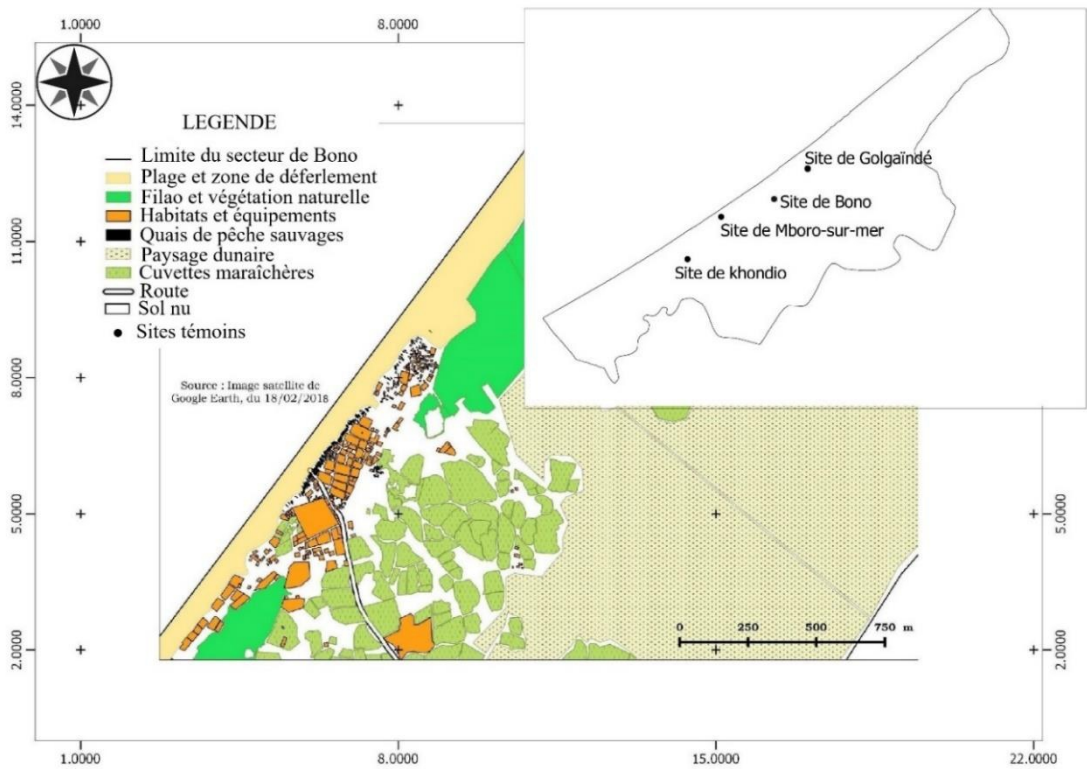 1.0000 8.0000
14.0000
LEGENDE
Limite du secteur de Bono
Plage et zone de déferlement
Filao et végétation naturelle
Habitats et équipements
Quais de pêche sauvages
Paysage dunaire
Cuvettes maraîchères
Route
Sol nu
Sites témoins
Source : Image satellite de
Google Earth, du 18/02/2018
Site de Golgaïndé
Site de Bono
Site de Mboro-sur-mer
Site de khondio
11.0000
8.0000
5.0000 5.0000
0 250 500 750 m
2.0000 2.0000
1.0000 8.0000 15.0000 22.0000